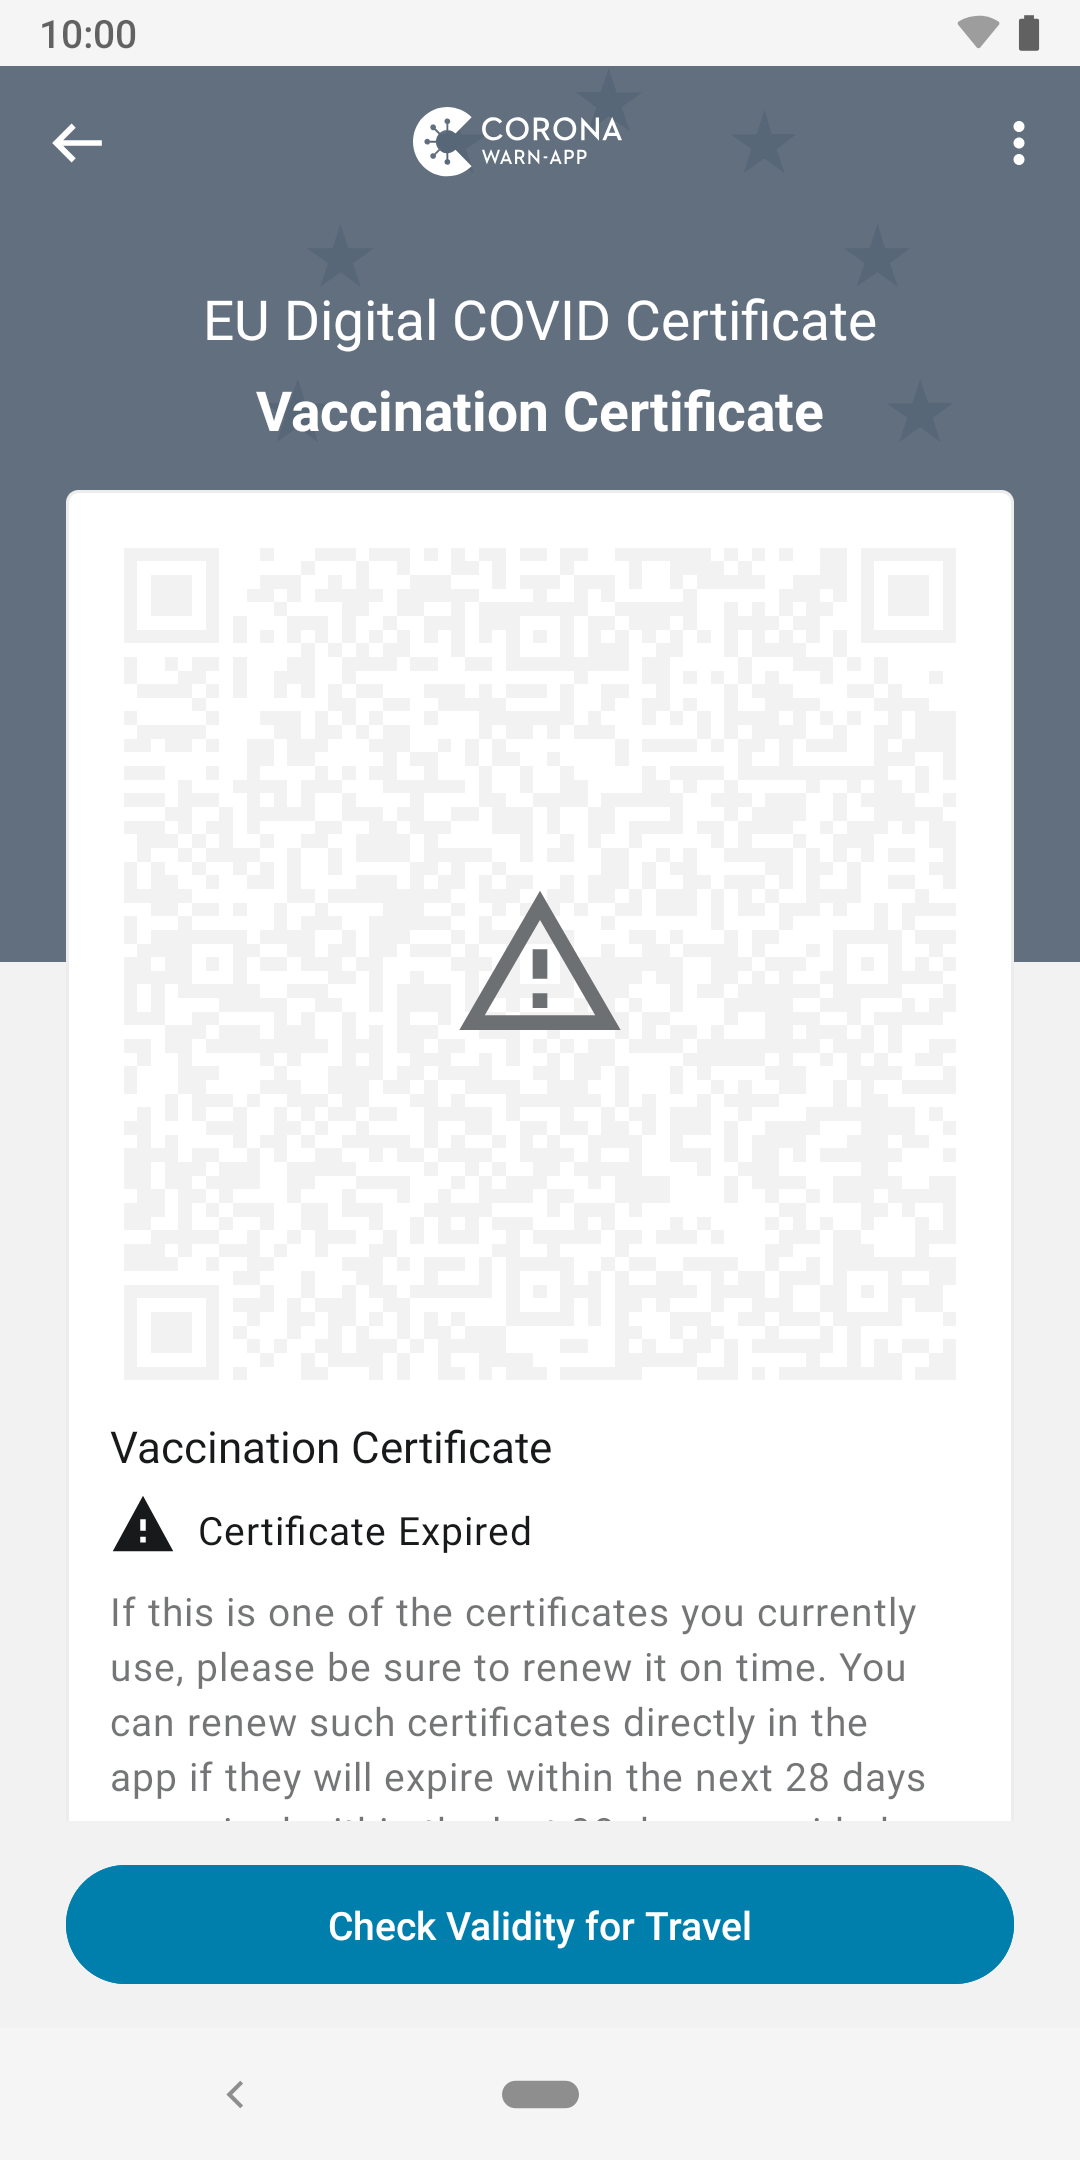 10:00
CORONA
WARN-APP
EU Digital COVID Certificate
Vaccination Certificate
Vaccination Certificate
Certificate Expired
If this is one of the certificates you currently
use, please be sure to renew it on time. You
can renew such certificates directly in the
app if they will expire within the next 28 days
Check Validity for Travel